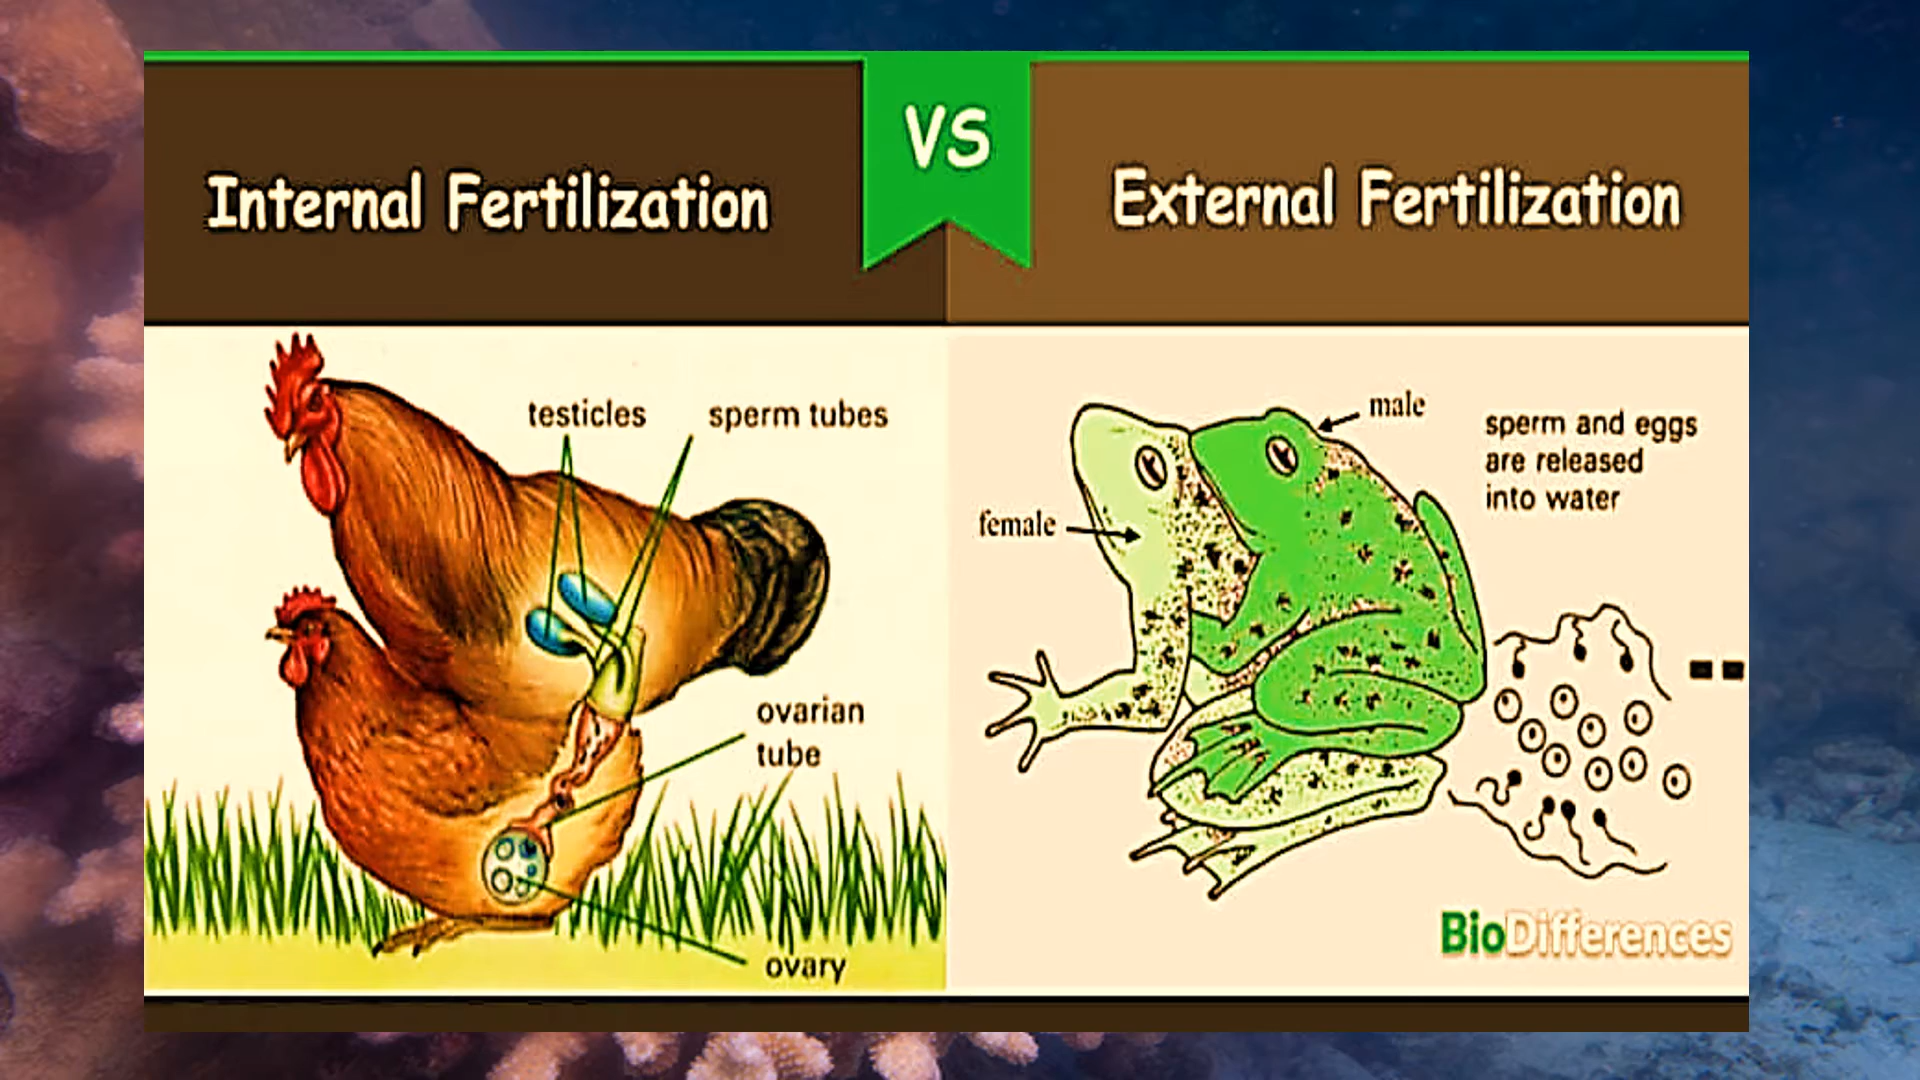 VS
Internal Fertilization
External Fertilization
testicles
sperm tubes
ovarian
tube
ovary
male
female
sperm and eggs
are released
into water
BioDifferences